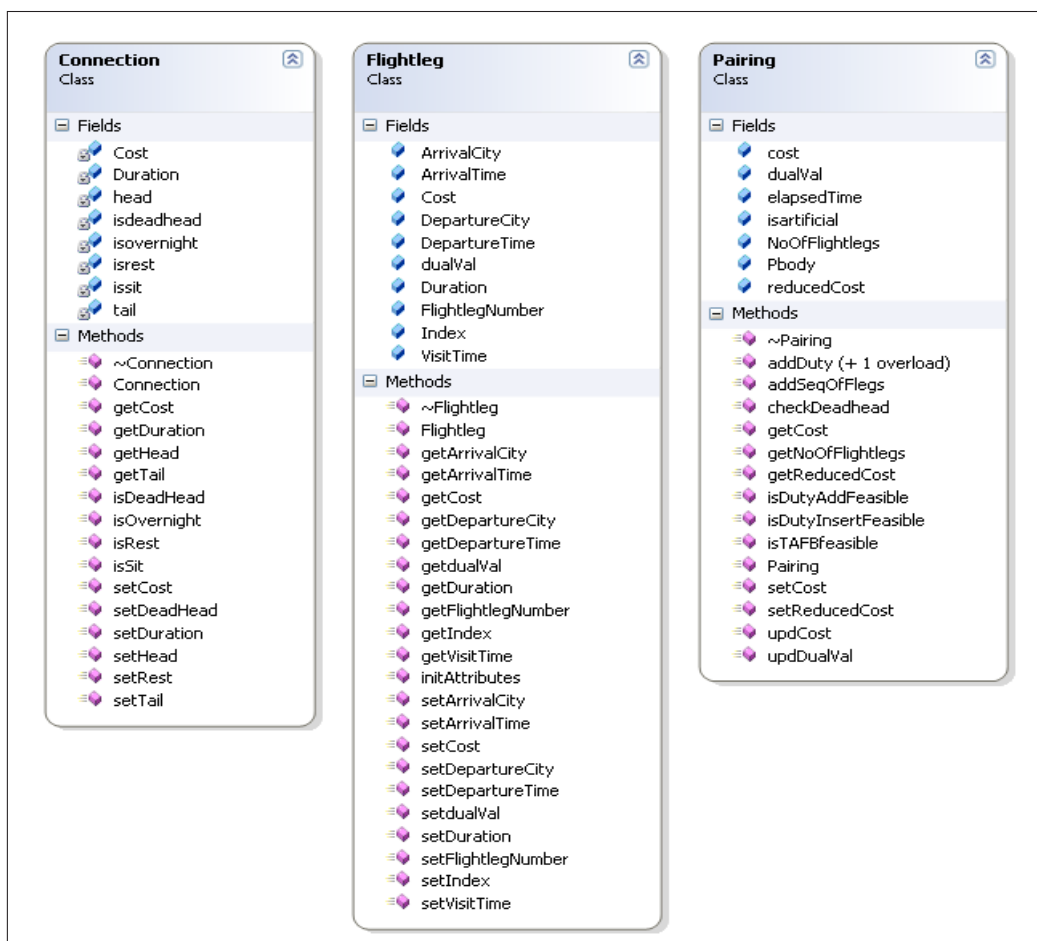 Connection
Class
Fields
Cost
Duration
head
isdeadhead
isovernight
isrest
issit
tail
Methods
~Connection
Connection
getCost
getDuration
getHead
getTail
isDeadHead
isOvernight
isRest
isSit
setCost
setDeadHead
setDuration
setHead
setRest
setTail
Flightleg
Class
Fields
ArrivalCity
ArrivalTime
Cost
DepartureCity
DepartureTime
dualVal
Duration
FlightlegNumber
Index
VisitTime
Methods
~Flightleg
Flightleg
getArrivalCity
getArrivalTime
getCost
getDepartureCity
getDepartureTime
getdualVal
getDuration
getFlightlegNumber
getIndex
getVisitTime
initAttributes
setArrivalCity
setArrivalTime
setCost
setDepartureCity
setDepartureTime
setdualVal
setDuration
setFlightlegNumber
setIndex
setVisitTime
Pairing
Class
Fields
cost
dualVal
elapsedTime
isartificial
NoOfFlightlegs
Pbody
reducedCost
Methods
~Pairing
addDuty (+ 1 overload)
addSeqOfFlegs
checkDeadhead
getCost
getNoOfFlightlegs
getReducedCost
isDutyAddFeasible
isDutyInsertFeasible
isTAFBfeasible
Pairing
setCost
setReducedCost
updCost
updDualVal